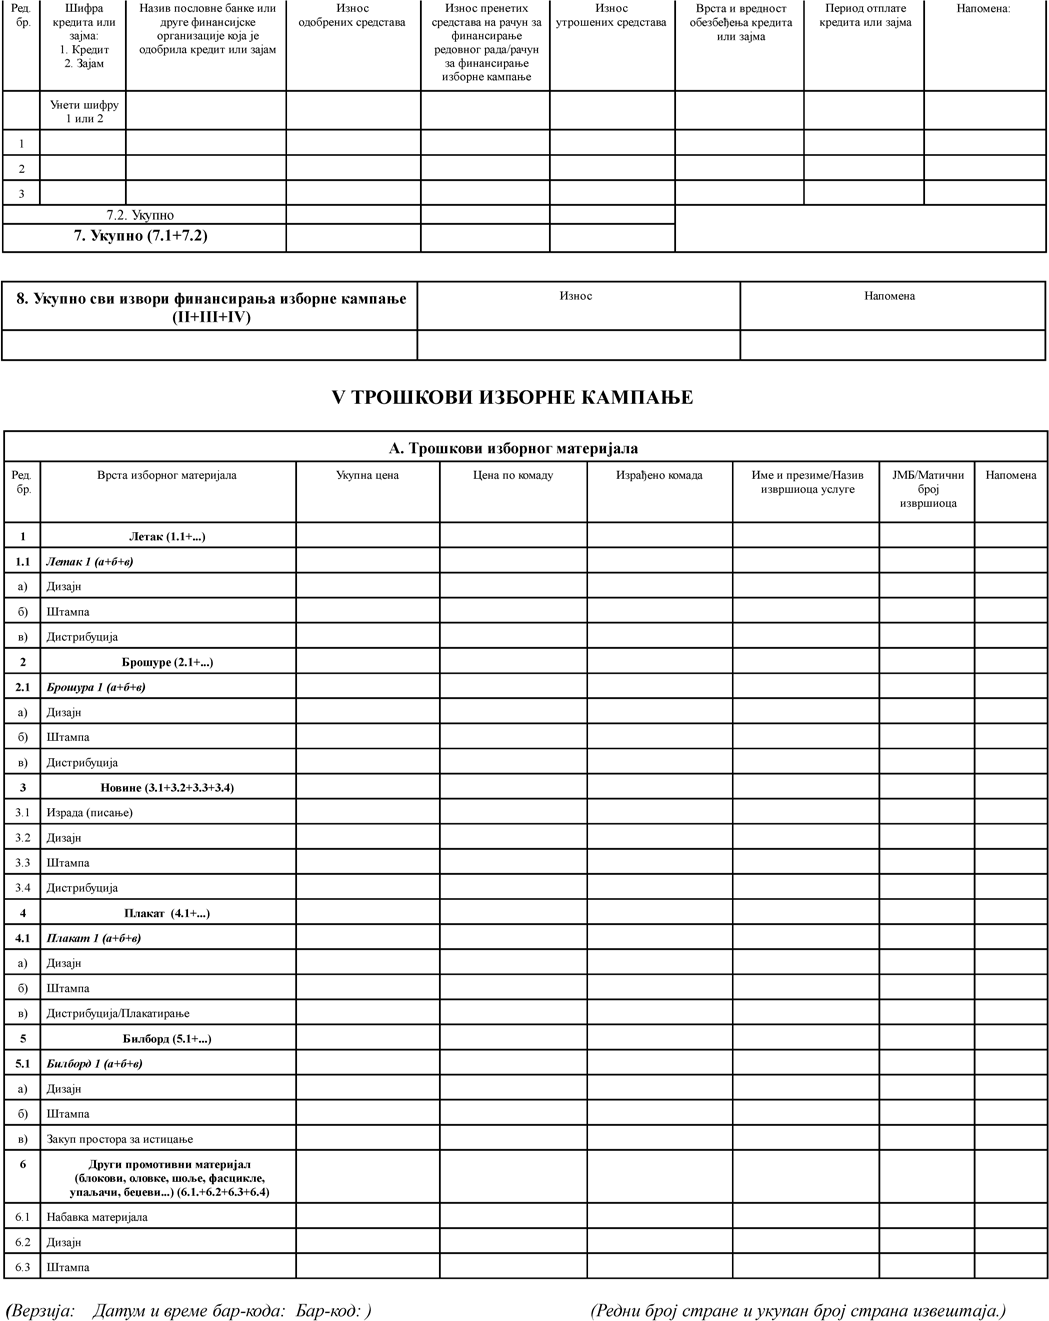 Ред. бр.
Шифра кредита или зајма: 1. Кредит 2. Зајам
Назив пословне банке или друге финансијске организације која је одобрила кредит или зајам
Износ одобрених средстава
Износ пренетих средстава на рачун за финансирање редовног рада/рачун за финансирање изборне кампање
Износ утрошених средстава
Врста и вредност обезбеђења кредита или зајма
Период отплате кредита или зајма
Напомена:
Унети шифру 1 или 2
1
2
3
7.2. Укупно
7. Укупно (7.1+7.2)
8. Укупно сви извори финансирања изборне кампање (II+III+IV)
Износ
Напомена
V ТРОШКОВИ ИЗБОРНЕ КАМПАЊЕ
А. Трошкови изборног материјала
Ред. бр.
Врста изборног материјала
Укупна цена
Цена по комаду
Израђено комада
Име и презиме/Назив извршиоца услуге
ЈМБ/Матични број извршиоца
Напомена
1 Летак (1.1+...)
1.1 Летак 1 (а+б+в)
а) Дизајн
б) Штампа
в) Дистрибуција
2 Брошуре (2.1+...)
2.1 Брошура 1 (а+б+в)
а) Дизајн
б) Штампа
в) Дистрибуција
3 Новине (3.1+3.2+3.3+3.4)
3.1 Израда (писање)
3.2 Дизајн
3.3 Штампа
3.4 Дистрибуција
4 Плакат (4.1+...)
4.1 Плакат 1 (а+б+в)
а) Дизајн
б) Штампа
в) Дистрибуција/Плакатирање
5 Билборд (5.1+...)
5.1 Билборд 1 (а+б+в)
а) Дизајн
б) Штампа
в) Закуп простора за истицање
6 Други промотивни материјал
(блокови, оловке, шоље, фасцикле,
упаљачи, беџеви...) (6.1.+6.2+6.3+6.4)
6.1 Набавка материјала
6.2 Дизајн
6.3 Штампа
(Верзија: Датум и време бар-кода: Бар-код: )
(Редни број стране и укупан број страна извештаја.)